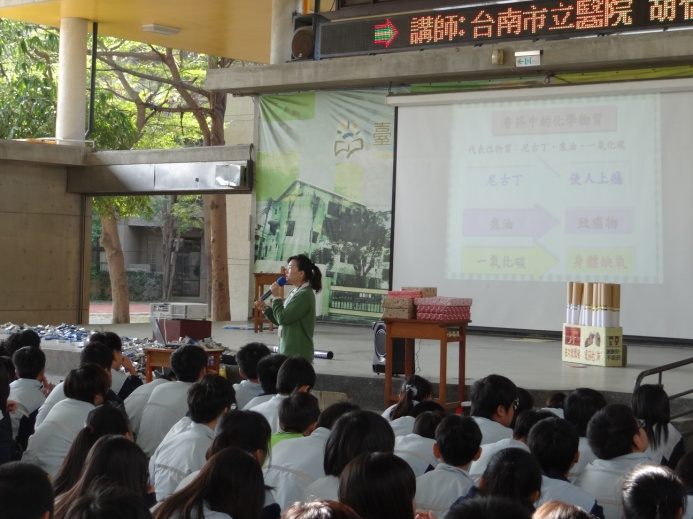 講師:台南市立醫院 胡
臺
香菸中的化學物質
代表性物質:尼古丁、焦油、一氧化碳
尼古丁 使人上癮
焦油 致癌物
一氧化碳 身體缺氧